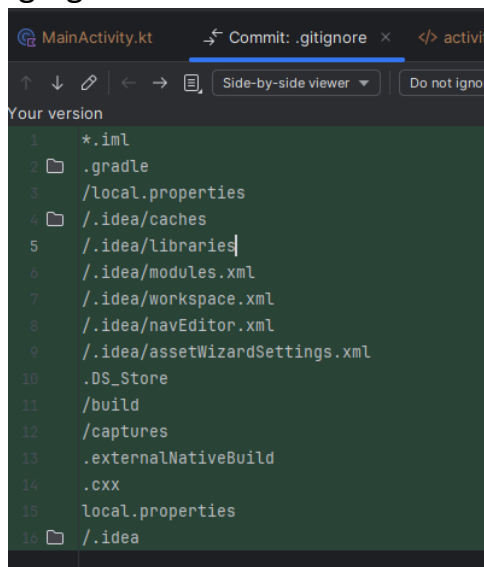 MainActivity.kt Commit: .gitignore × </> activit
Side-by-side viewer Do not igno
Your version
1 *.iml
2 .gradle
3 /local.properties
4 /.idea/caches
5 /.idea/libraries
6 /.idea/modules.xml
7 /.idea/workspace.xml
8 /.idea/navEditor.xml
9 /.idea/assetWizardSettings.xml
10 .DS_Store
11 /build
12 /captures
13 .externalNativeBuild
14 .cxx
15 local.properties
16 /.idea